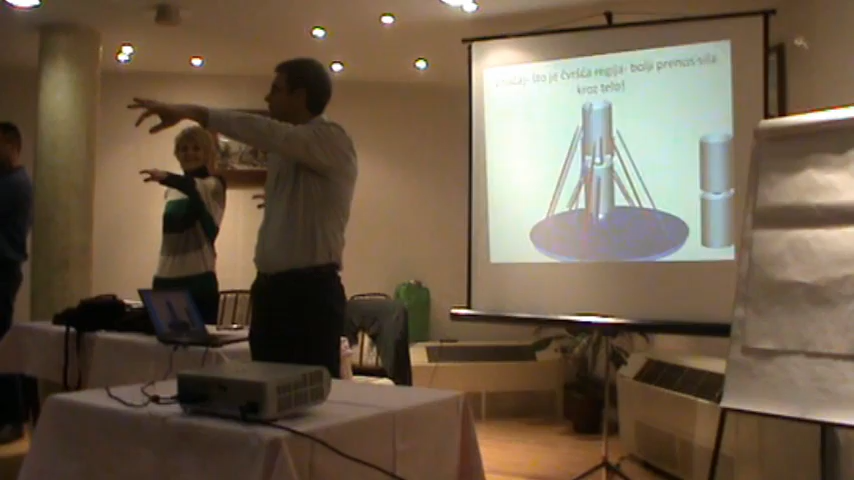 što je čvršća regija- bolji prenos sila
kroz telo!